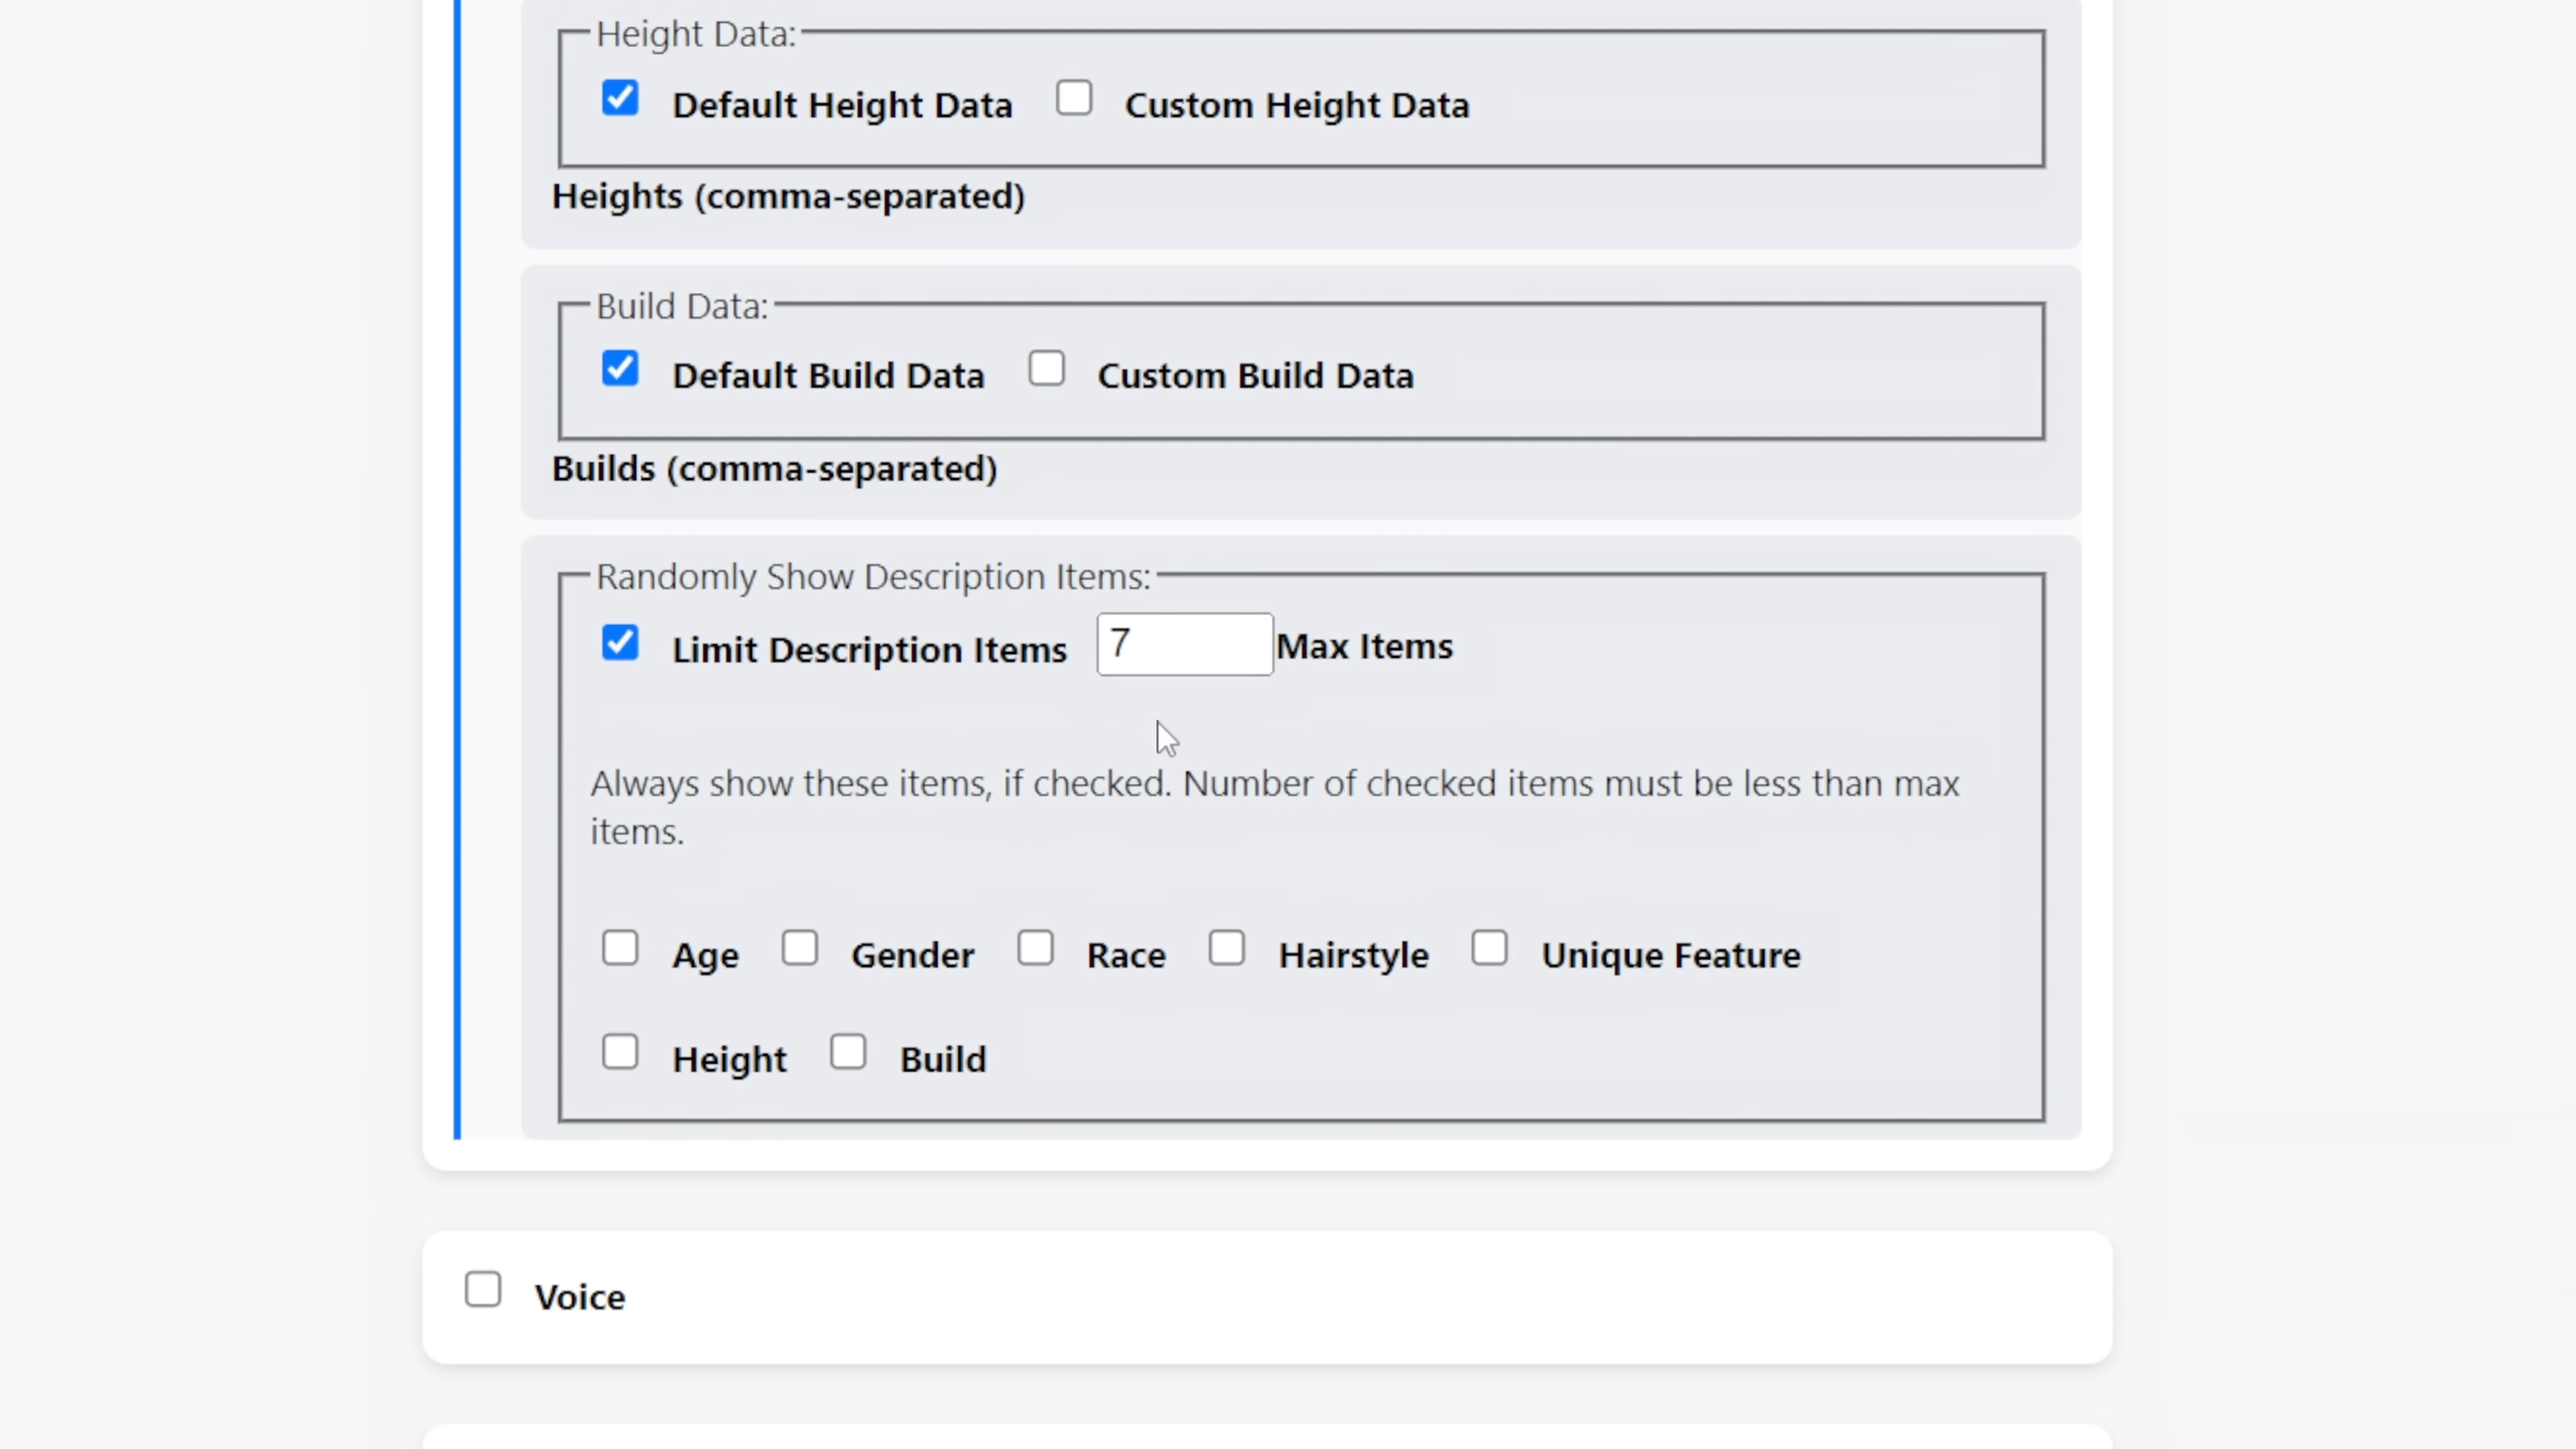 Height Data:
Default Height Data Custom Height Data
Heights (comma-separated)
Build Data:
Default Build Data Custom Build Data
Builds (comma-separated)
Randomly Show Description Items:
Limit Description Items 7 Max Items
Always show these items, if checked. Number of checked items must be less than max
items.
Age Gender Race Hairstyle Unique Feature
Height Build
Voice